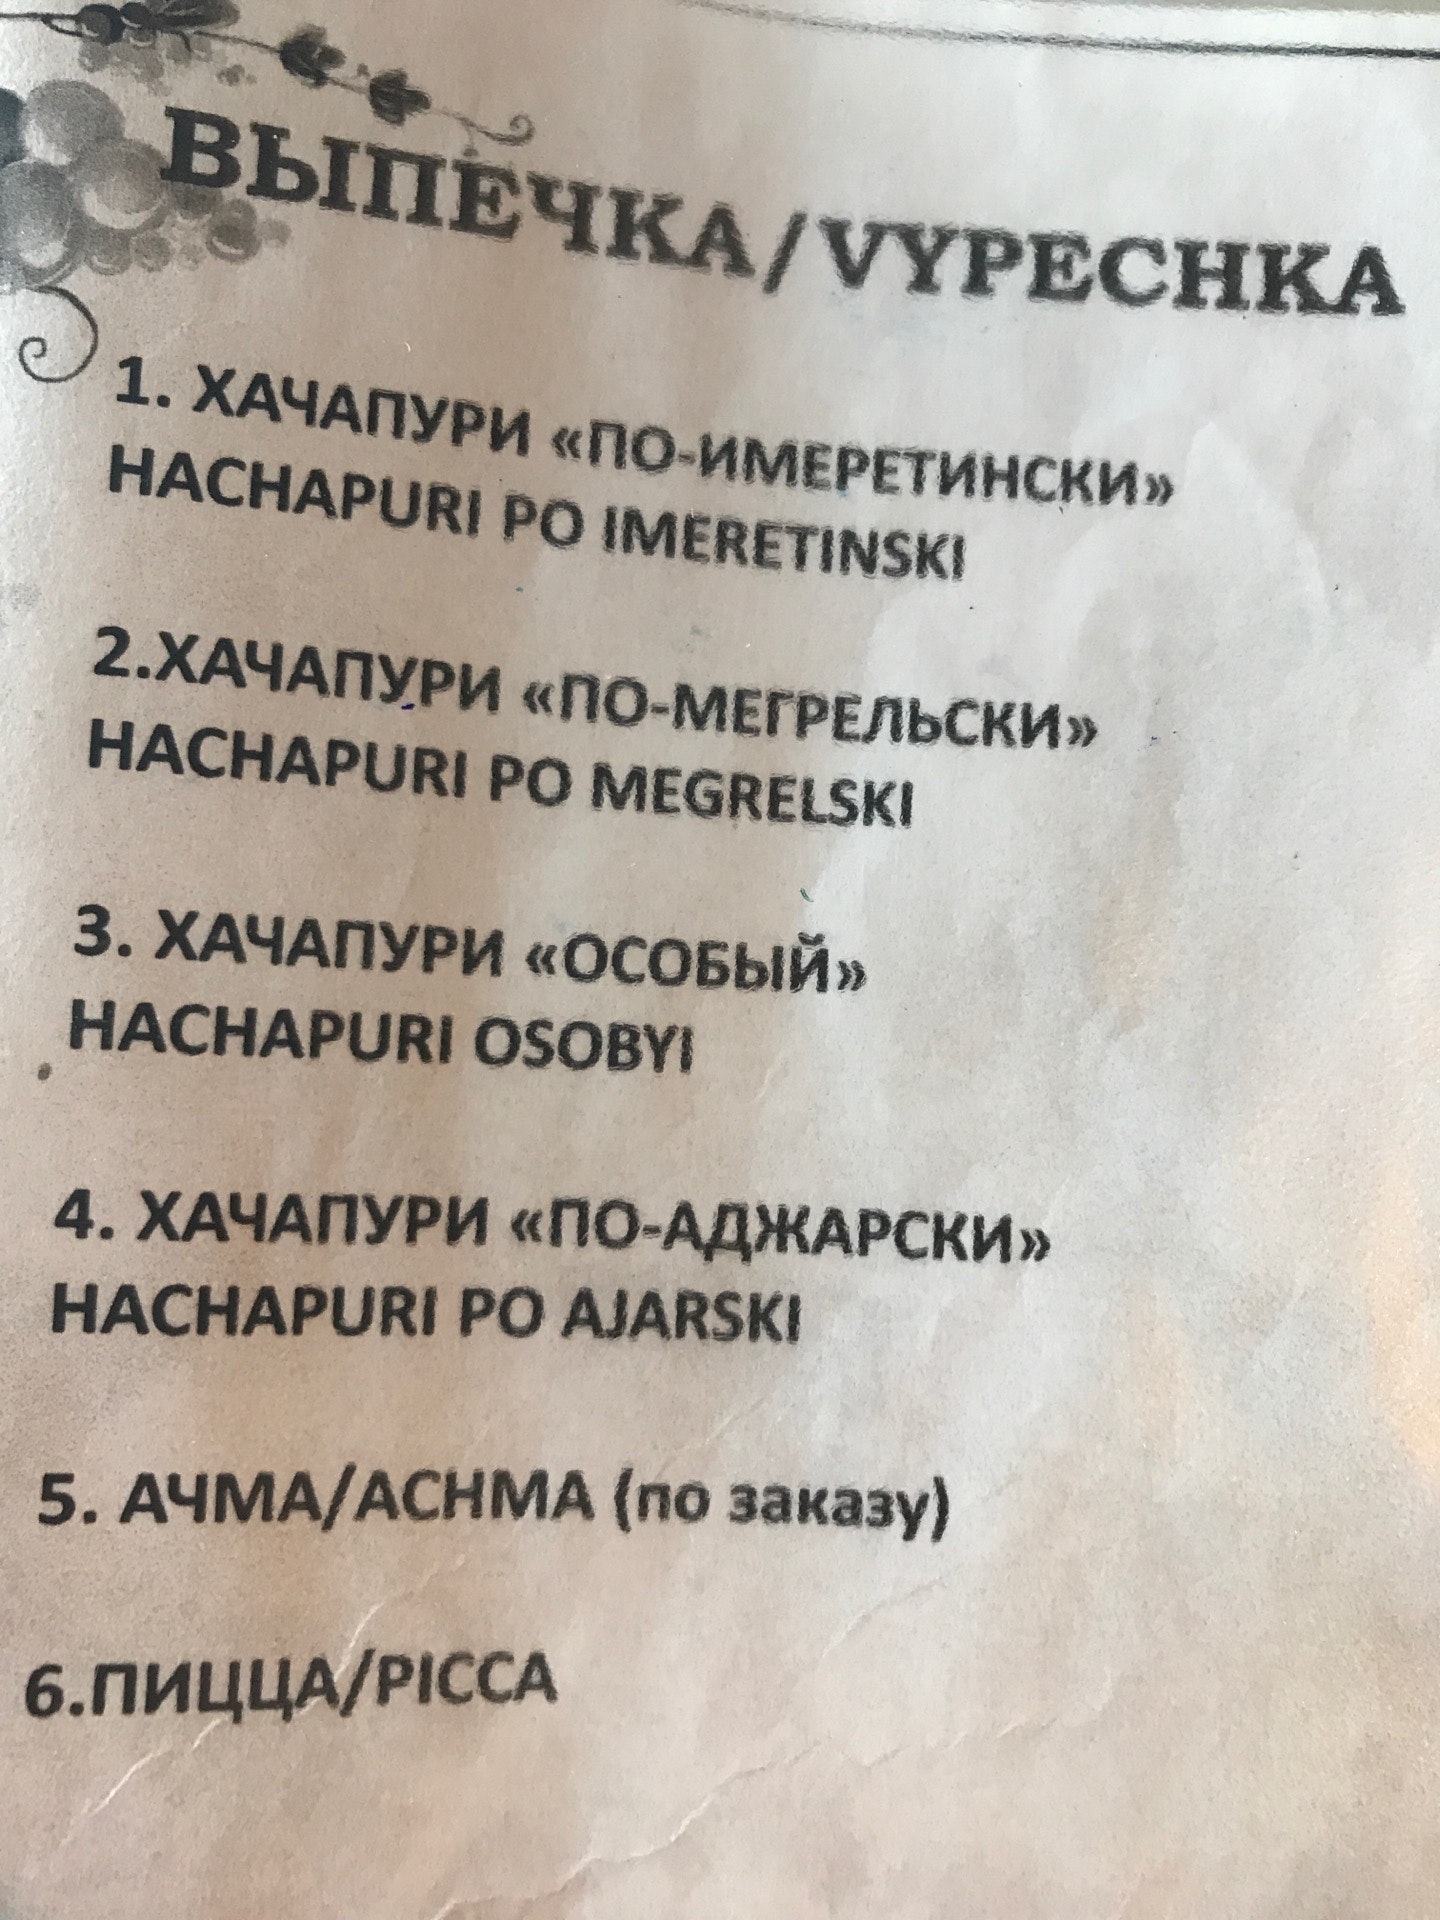 ВЫПЕЧКА/VYPECHKA
1. ХАЧАПУРИ «ПО-ИМЕРЕТИНСКИ»
HACHAPURI PO IMERETINSKI
2.ХАЧАПУРИ «ПО-МЕГРЕЛЬСКИ»
HACHAPURI PO MEGRELSKI
3. ХАЧАПУРИ «ОСОБЫЙ»
HACHAPURI OSOBYI
4. ХАЧАПУРИ «ПО-АДЖАРСКИ»
HACHAPURI PO AJARSKI
5. АЧМА/ACHMA (по заказу)
6.ПИЦЦА/PICCA